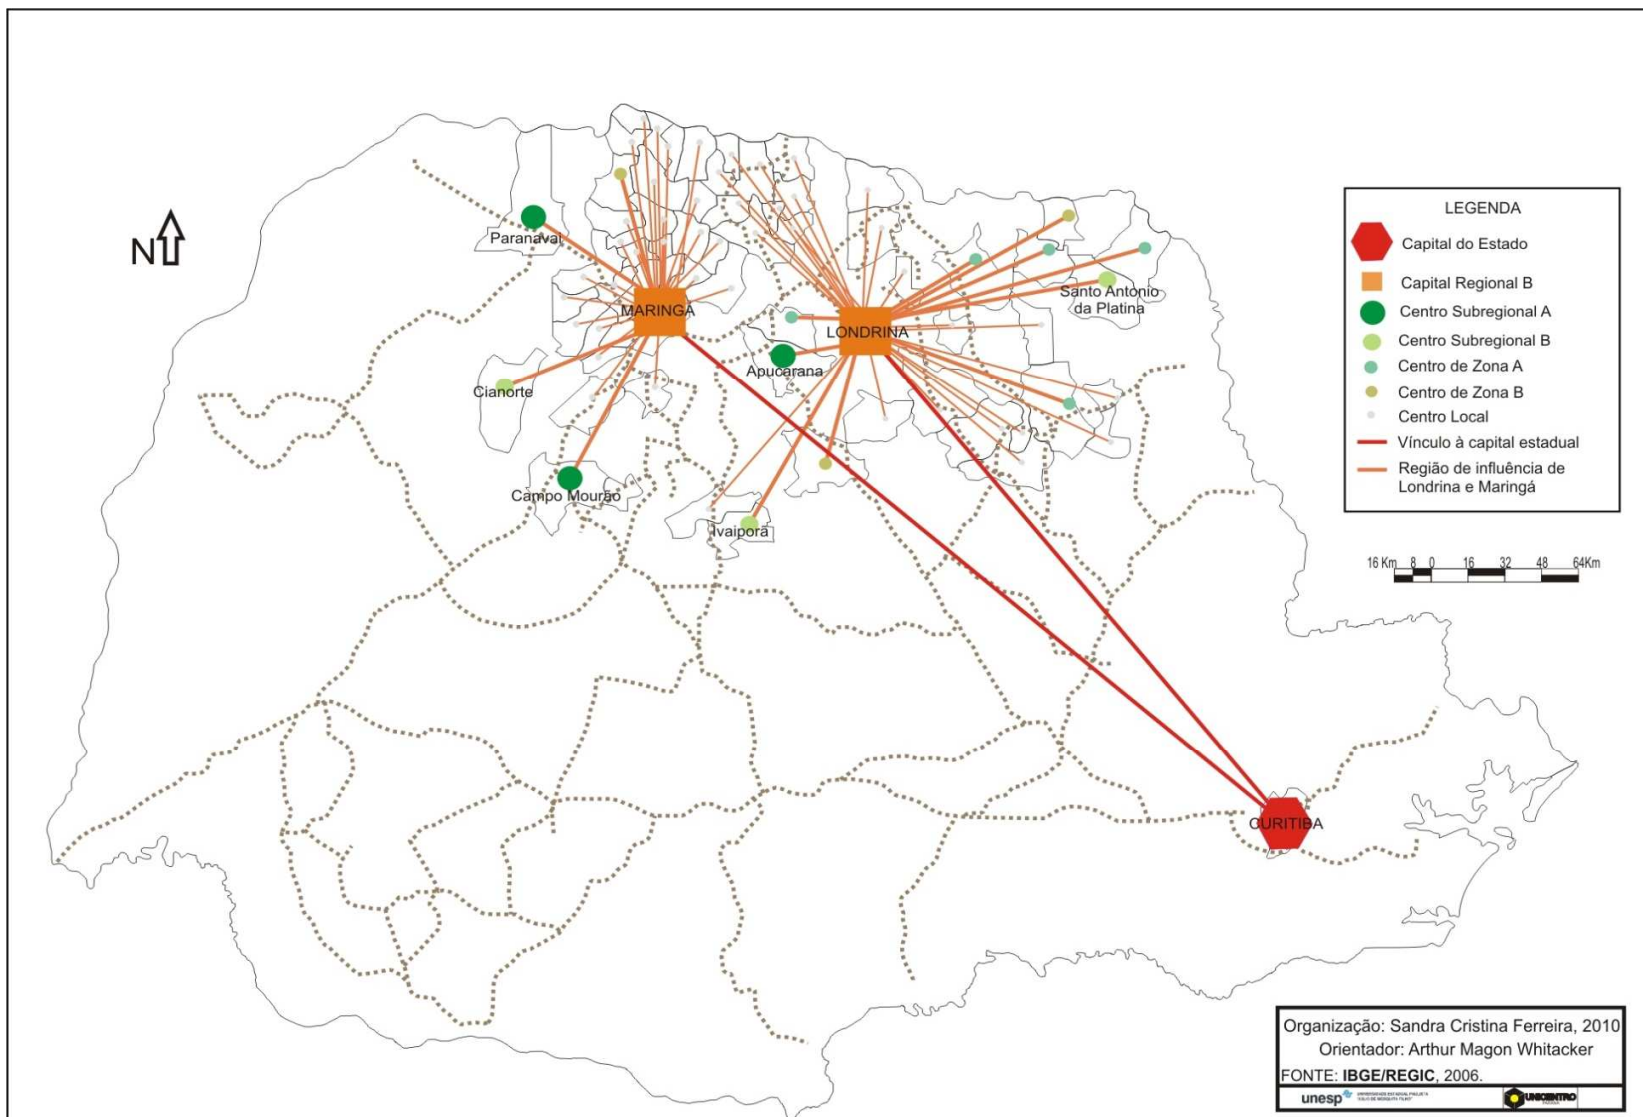 N
Paranavaí
MARINGÁ
LONDRINA
Santo Antonio
da Platina
Apucarana
Cianorte
Campo Mourão
Ivaiporã
CURITIBA
LEGENDA
Capital do Estado
Capital Regional B
Centro Subregional A
Centro Subregional B
Centro de Zona A
Centro de Zona B
Centro Local
Vínculo à capital estadual
Região de influência de
Londrina e Maringá
16 Km 8 0 16 32 48 64Km
Organização: Sandra Cristina Ferreira, 2010
Orientador: Arthur Magon Whitacker
FONTE: IBGE/REGIC, 2006.
unesp
UNICENTRO